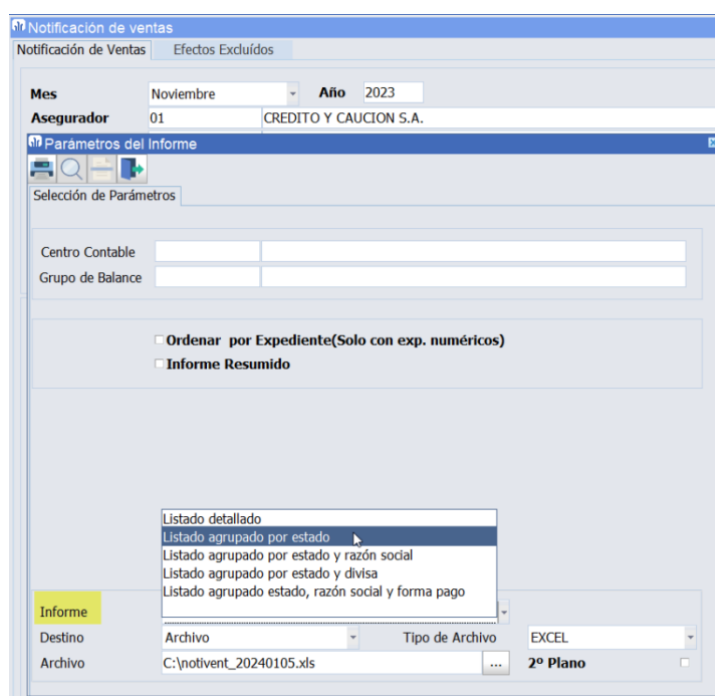 Notificación de ventas
Notificación de Ventas Efectos Excluídos
Mes Noviembre Año 2023
Asegurador 01 CREDITO Y CAUCION S.A.
Parámetros del Informe
Selección de Parámetros
Centro Contable
Grupo de Balance
Ordenar por Expediente(Solo con exp. numéricos)
Informe Resumido
Listado detallado
Listado agrupado por estado
Listado agrupado por estado y razón social
Listado agrupado por estado y divisa
Listado agrupado estado, razón social y forma pago
Informe
Destino Archivo Tipo de Archivo EXCEL
Archivo C:\notivent_20240105.xls ... 2º Plano